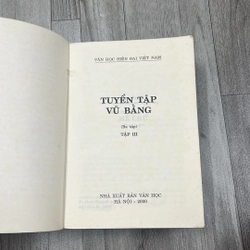 VĂN HỌC HIỆN ĐẠI VIỆT NAM
TUYỂN TẬP
VŨ BẰNG
TẬP III
NHÀ XUẤT BẢN VĂN HỌC
HÀ NỘI - 2000